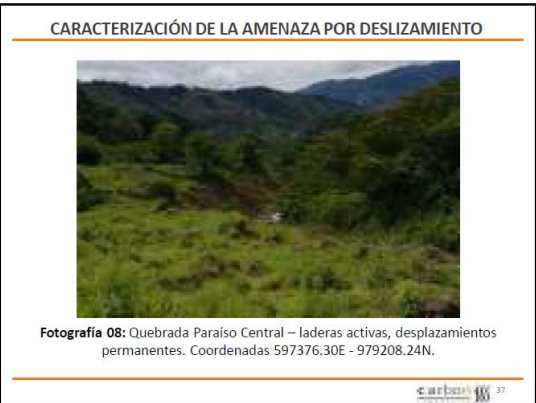 CARACTERIZACIÓN DE LA AMENAZA POR DESLIZAMIENTO
Fotografía 08: Quebrada Paraíso Central – laderas activas, desplazamientos
permanentes. Coordenadas 597376.30E - 979208.24N.
37